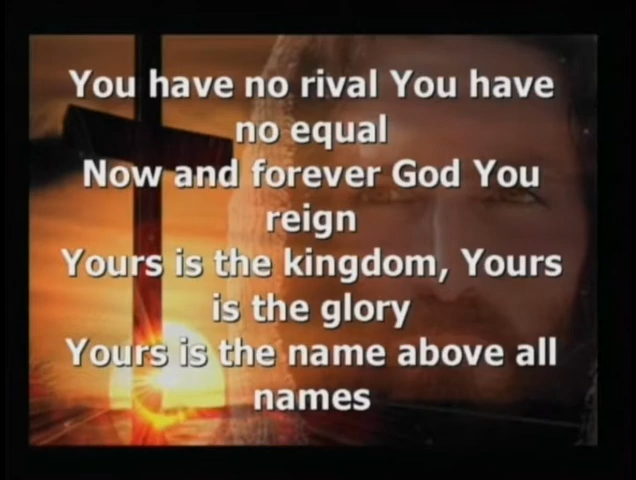 You have no rival You have
no equal
Now and forever God You
reign
Yours is the kingdom, Yours
is the glory
Yours is the name above all
names